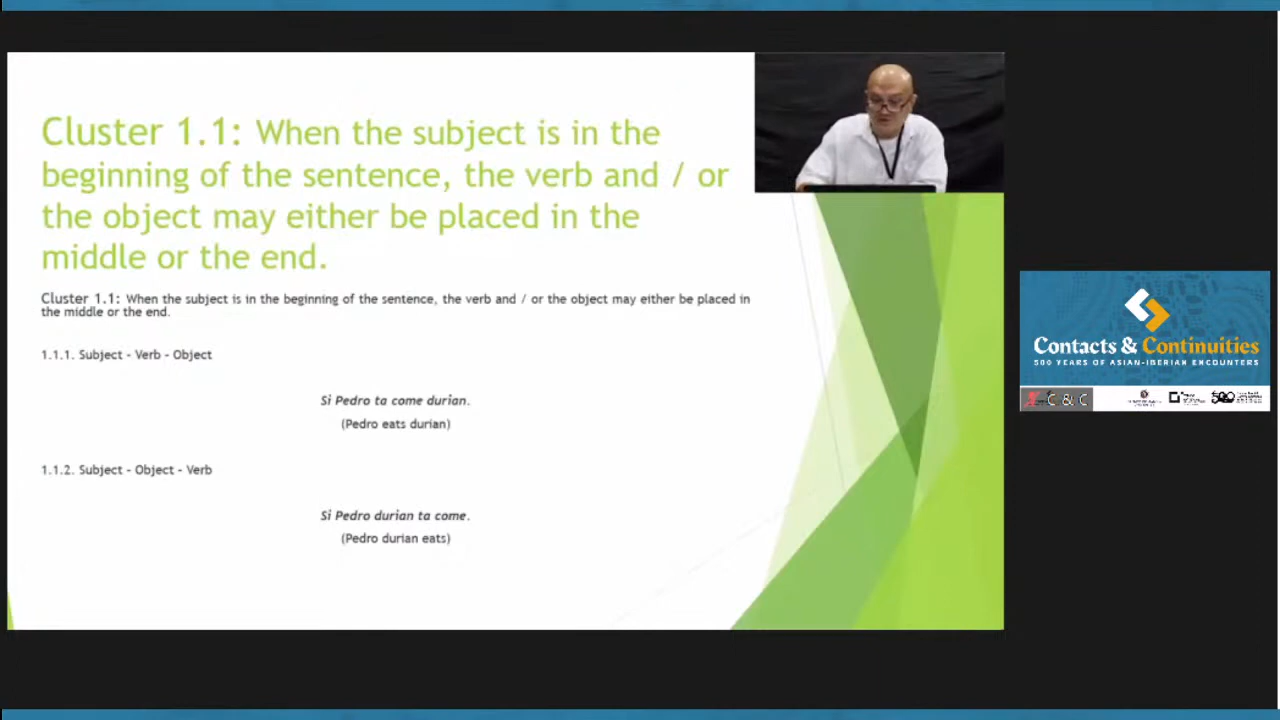 Cluster 1.1: When the subject is in the
beginning of the sentence, the verb and / or
the object may either be placed in the
middle or the end.
Cluster 1.1: When the subject is in the beginning of the sentence, the verb and / or the object may either be placed in
the middle or the end.
1.1.1. Subject - Verb - Object
Si Pedro ta come durian.
(Pedro eats durian)
1.1.2. Subject - Object - Verb
Si Pedro durian ta come.
(Pedro durian eats)
Contacts & Continuities
500 YEARS OF ASIAN-IBERIAN ENCOUNTERS
C & C